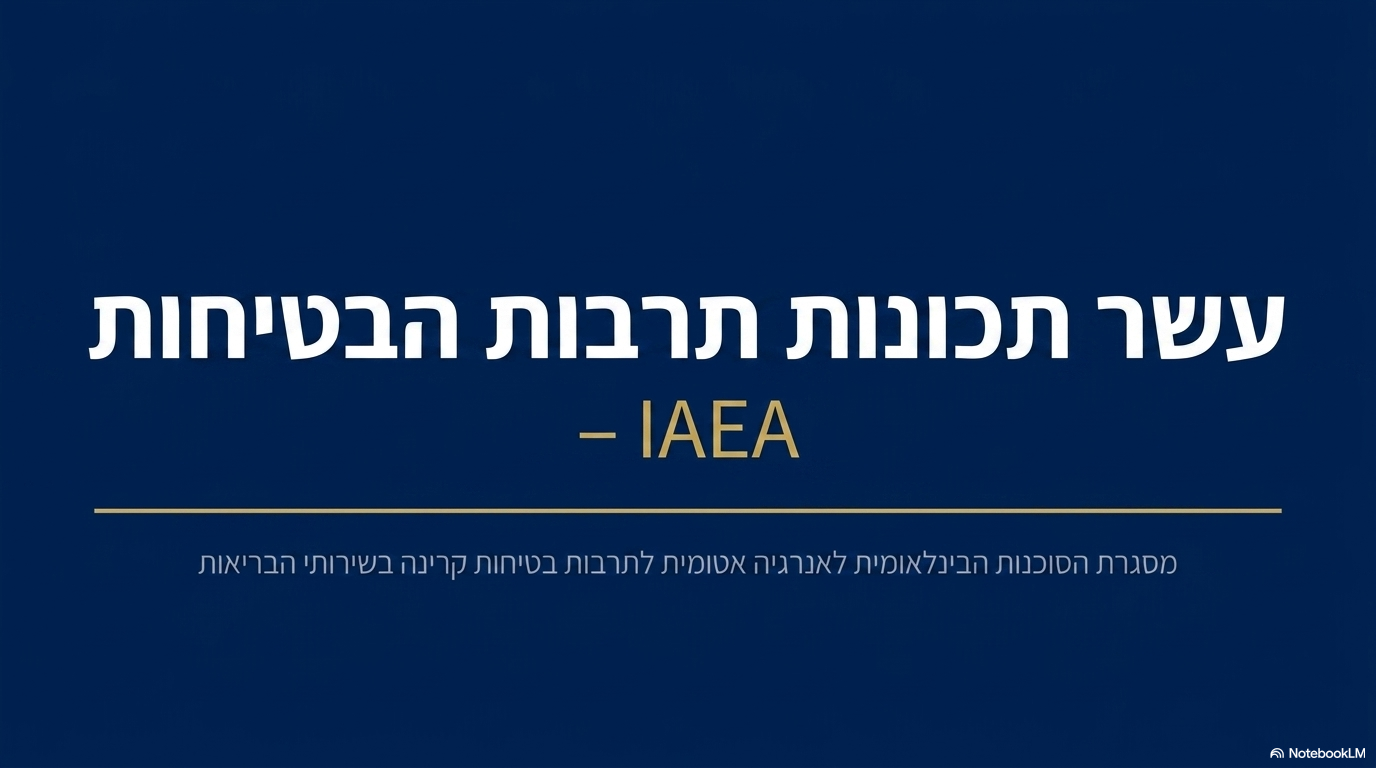 עשר תכונות תרבות הבטיחות
– IAEA
מסגרת הסוכנות הבינלאומית לאנרגיה אטומית לתרבות בטיחות קרינה בשירותי הבריאות
NotebookLM